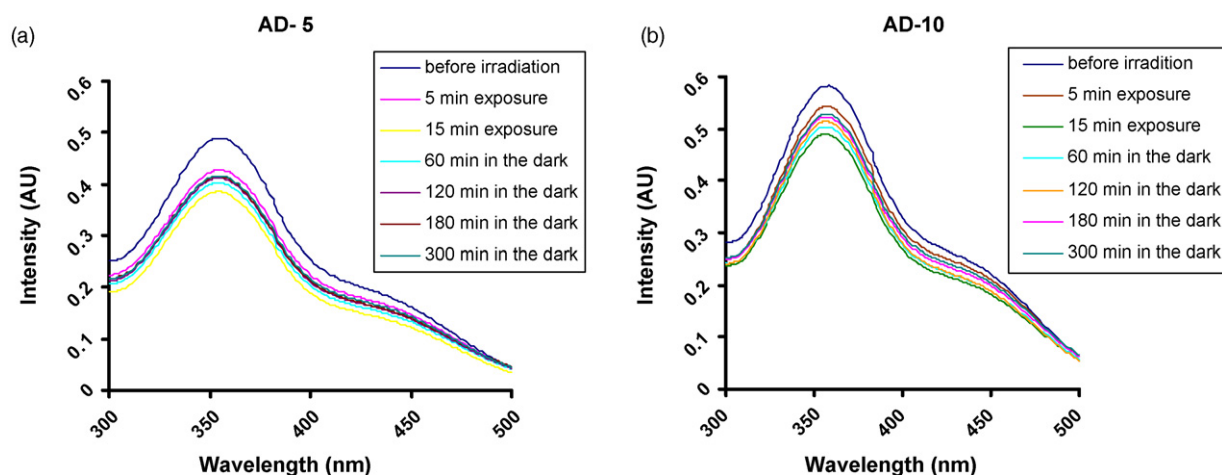 (a)
AD- 5
Intensity (AU)
0.6
0.5
0.4
0.3
0.2
0.1
0
300
350
400
450
500
Wavelength (nm)
before irradiation
5 min exposure
15 min exposure
60 min in the dark
120 min in the dark
180 min in the dark
300 min in the dark
(b)
AD-10
Intensity (AU)
0.6
0.5
0.4
0.3
0.2
0.1
0
300
350
400
450
500
Wavelength (nm)
before irradition
5 min exposure
15 min exposure
60 min in the dark
120 min in the dark
180 min in the dark
300 min in the dark